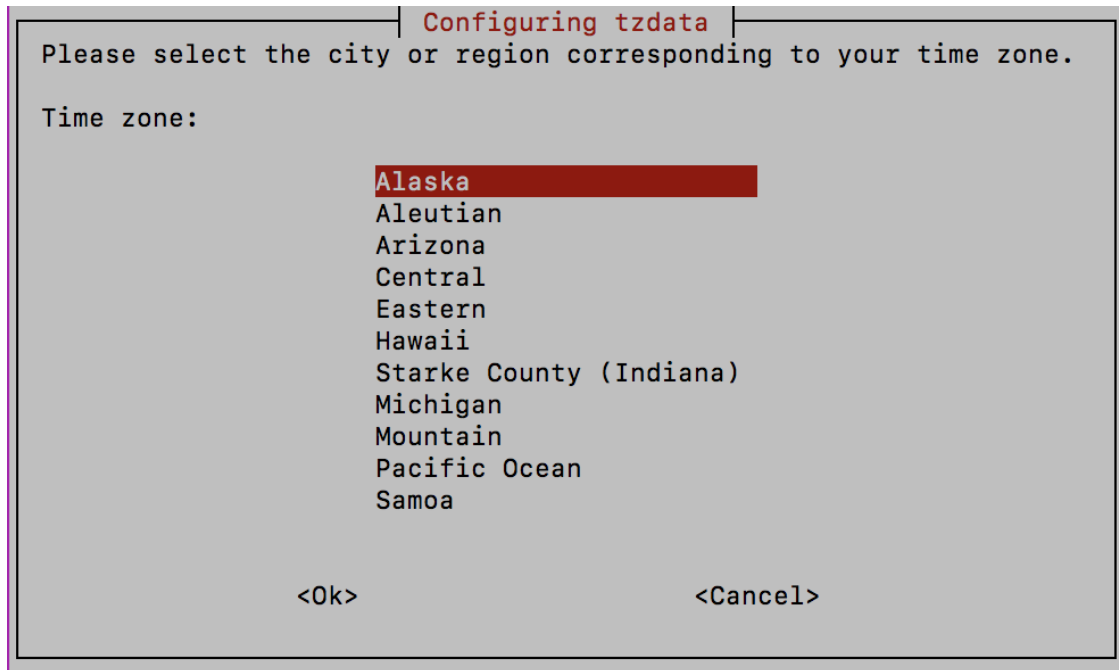 Configuring tzdata
Please select the city or region corresponding to your time zone.
Time zone:
Alaska
Aleutian
Arizona
Central
Eastern
Hawaii
Starke County (Indiana)
Michigan
Mountain
Pacific Ocean
Samoa
<Ok> <Cancel>